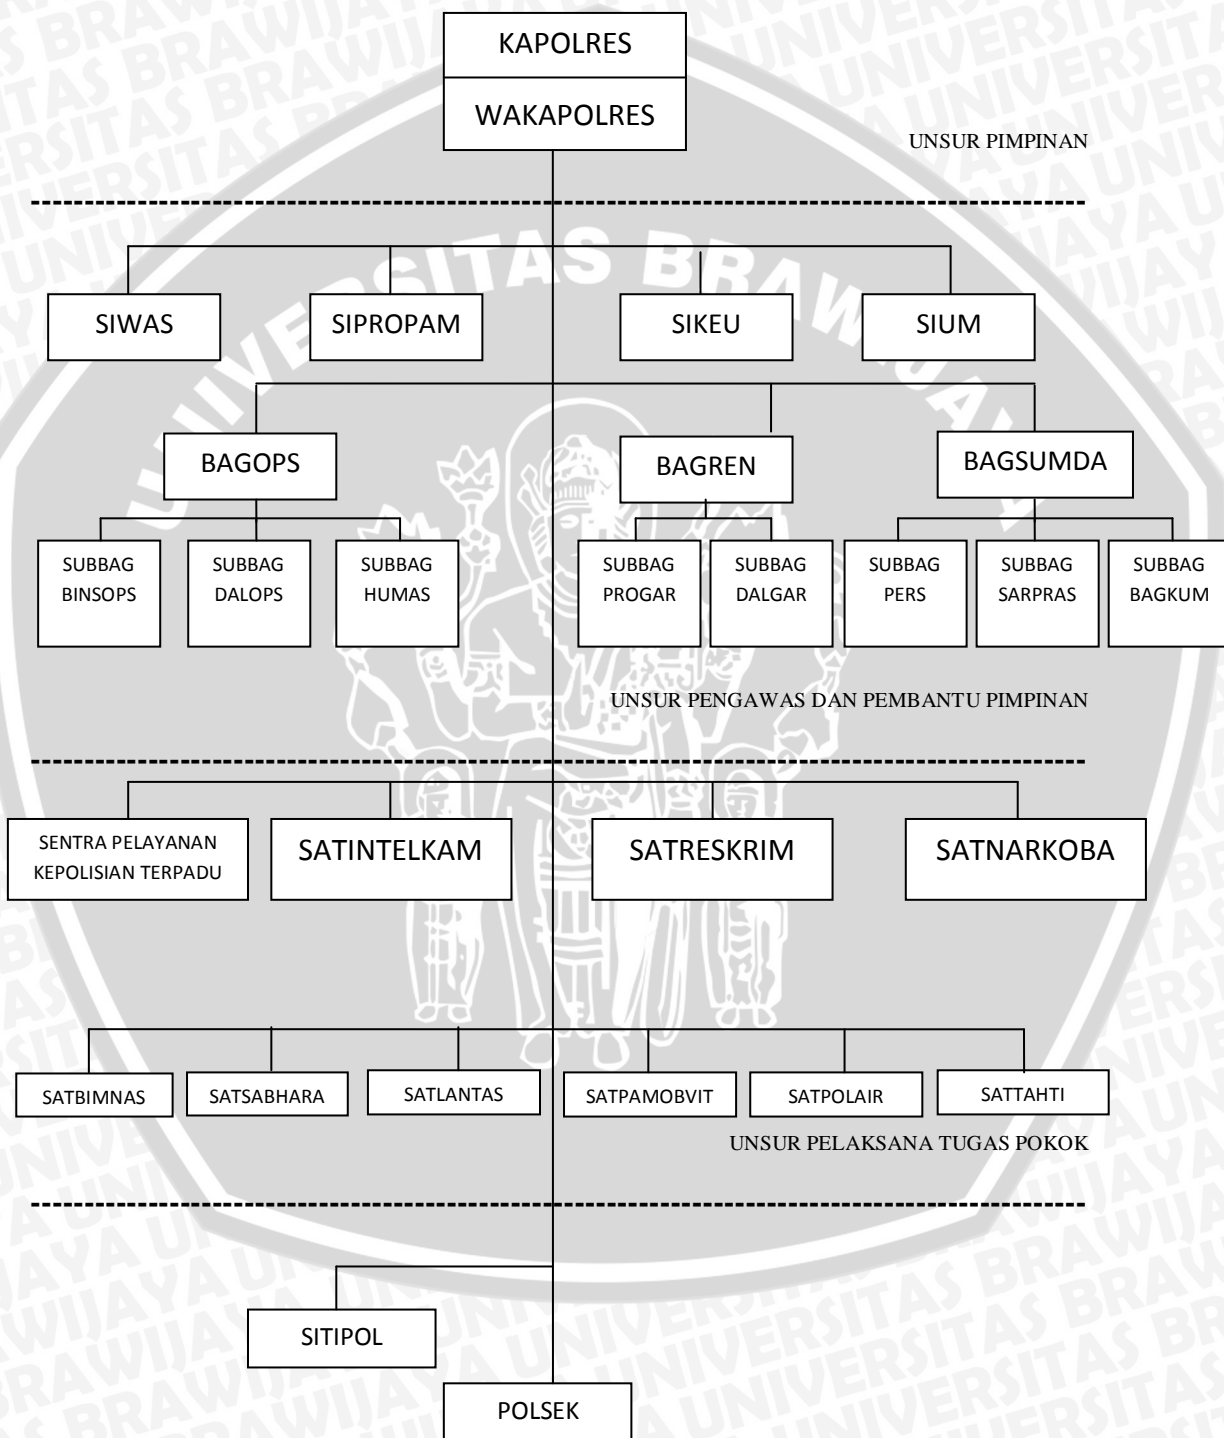 KAPOLRES
WAKAPOLRES
UNSUR PIMPINAN
UNIVERSITAS BRAWIJAYA
SIWAS
SIPROPAM
SIKEU
SIUM
BAGOPS
BAGREN
BAGSUMDA
SUBBAG
BINSOPS
SUBBAG
DALOPS
SUBBAG
HUMAS
SUBBAG
PROGAR
SUBBAG
DALGAR
SUBBAG
PERS
SUBBAG
SARPRAS
SUBBAG
BAGKUM
UNSUR PENGAWAS DAN PEMBANTU PIMPINAN
SENTRA PELAYANAN
KEPOLISIAN TERPADU
SATINTELKAM
SATRESKRIM
SATNARKOBA
SATBIMNAS
SATSABHARA
SATLANTAS
SATPAMOBVIT
SATPOLAIR
SATTAHTI
UNSUR PELAKSANA TUGAS POKOK
SITIPOL
POLSEK